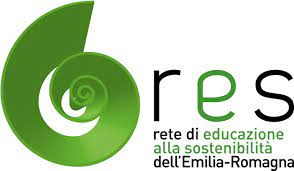 res
rete di educazione
alla sostenibilità
dell'Emilia-Romagna